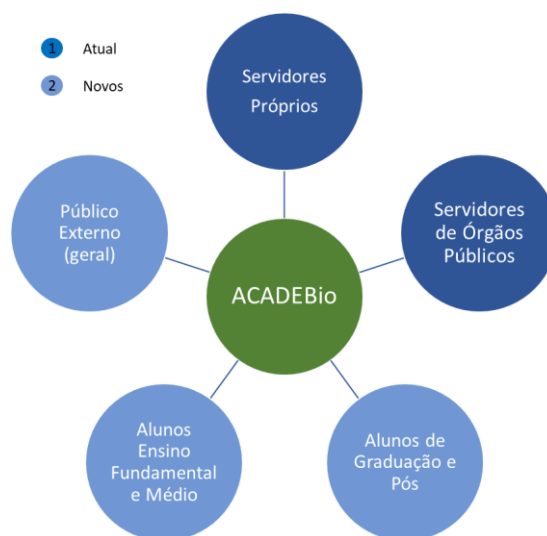 1 Atual
2 Novos
Servidores
Próprios
Público
Externo
(geral)
Servidores
de Órgãos
Públicos
ACADEBio
Alunos
Ensino
Fundamental
e Médio
Alunos de
Graduação e
Pós